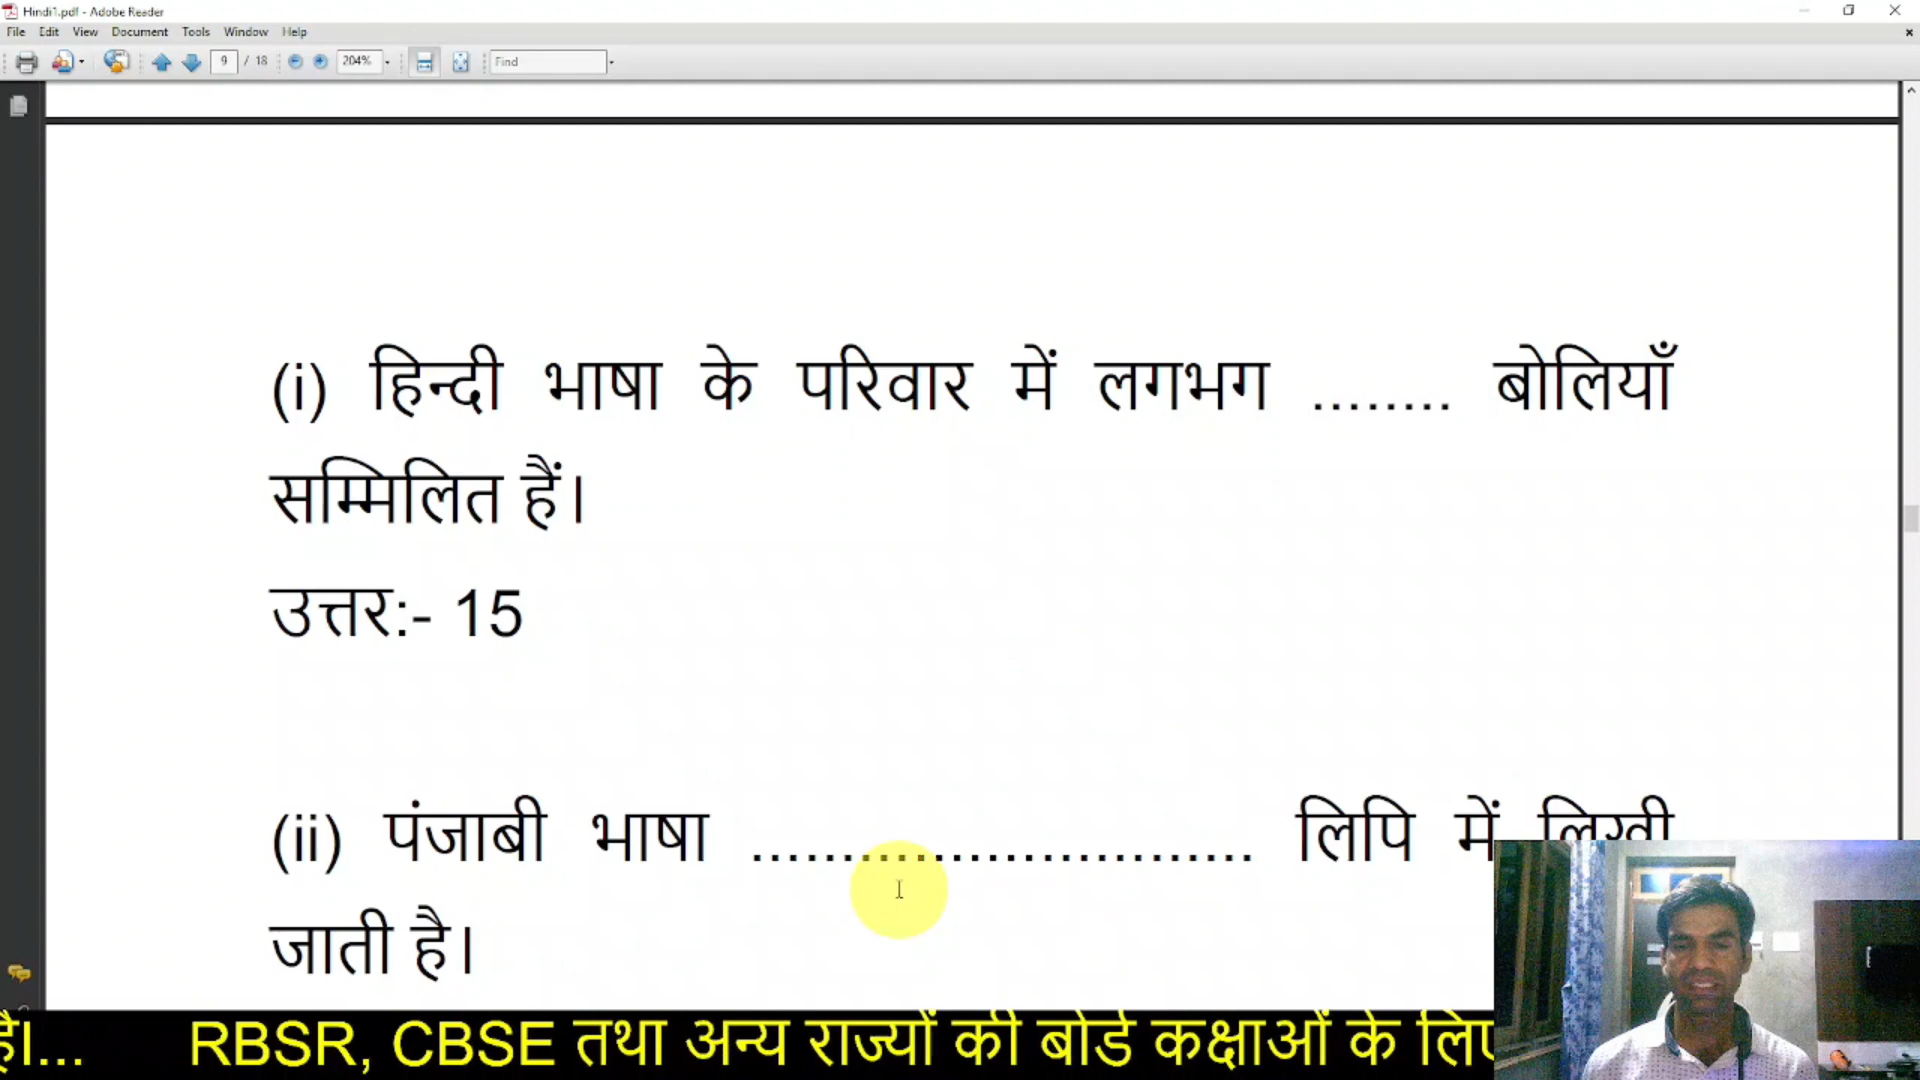 Hindi1.pdf - Adobe Reader
File Edit View Document Tools Window Help
9 / 18 204% Find
(i) हिन्दी भाषा के परिवार में लगभग ........ बोलियाँ
सम्मिलित हैं।
उत्तर:- 15
(ii) पंजाबी भाषा ............................ लिपि में लिखी
जाती है।
है।... RBSR, CBSE तथा अन्य राज्यों की बोर्ड कक्षाओं के लिए